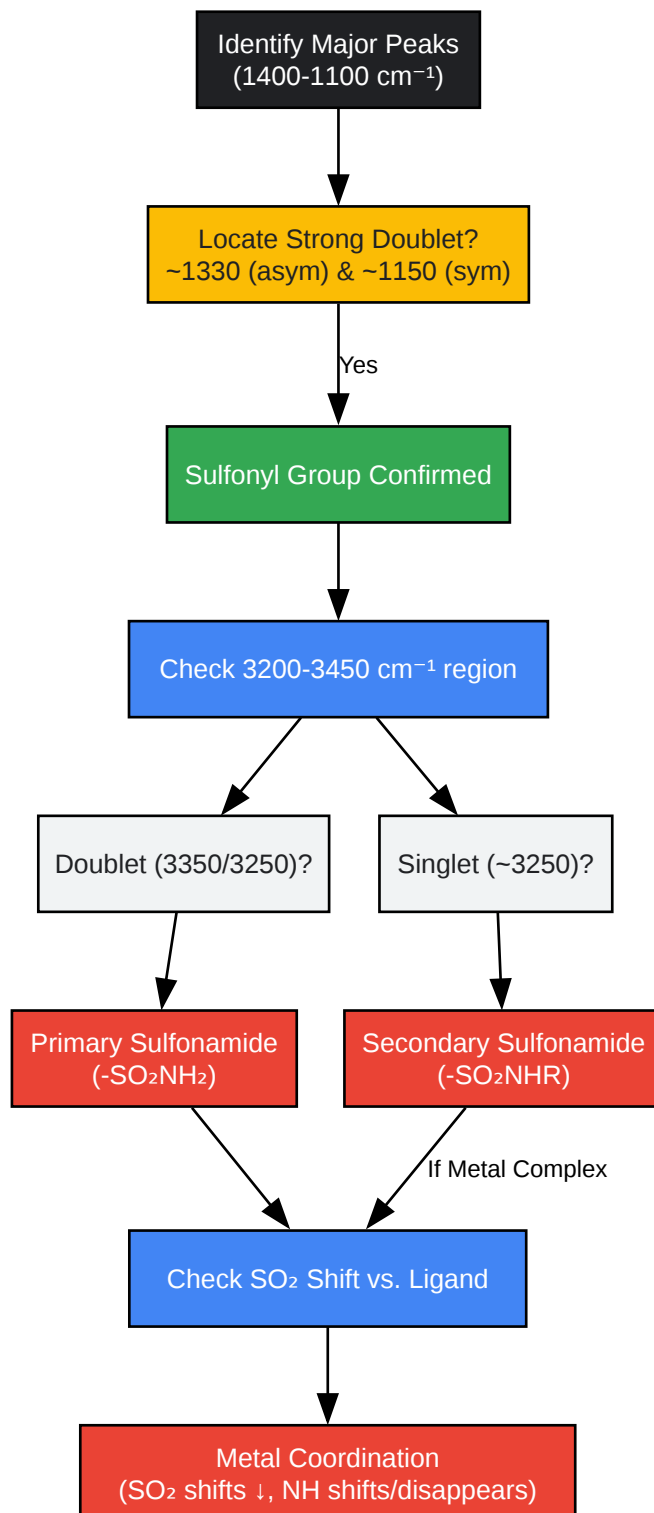 Identify Major Peaks
(1400-1100 cm⁻¹)
Locate Strong Doublet?
~1330 (asym) & ~1150 (sym)
Yes
Sulfonyl Group Confirmed
Check 3200-3450 cm⁻¹ region
Doublet (3350/3250)?
Singlet (~3250)?
Primary Sulfonamide
(-SO₂NH₂)
Secondary Sulfonamide
(-SO₂NHR)
If Metal Complex
Check SO₂ Shift vs. Ligand
Metal Coordination
(SO₂ shifts ↓, NH shifts/disappears)